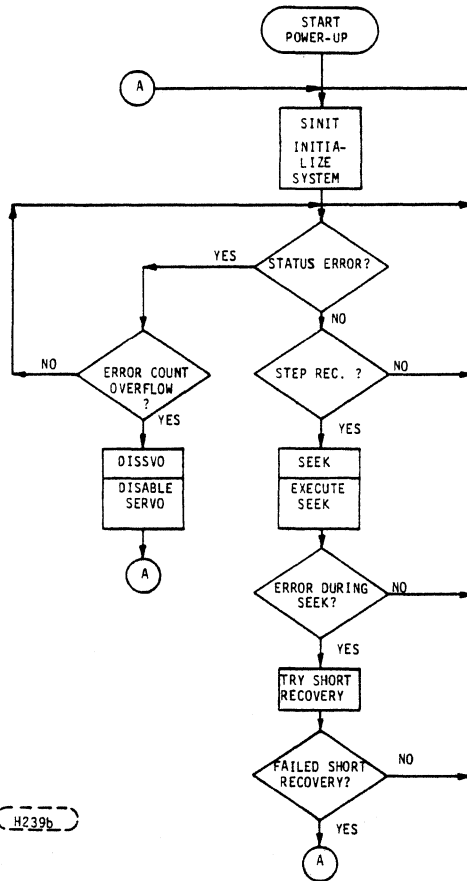 START
POWER-UP
A
SINIT
INITIA-
LIZE
SYSTEM
YES
STATUS ERROR?
NO
NO
ERROR COUNT
OVERFLOW
?
YES
STEP REC. ?
NO
YES
DISSVO
DISABLE
SERVO
A
SEEK
EXECUTE
SEEK
ERROR DURING
SEEK?
NO
YES
TRY SHORT
RECOVERY
FAILED SHORT
RECOVERY?
NO
YES
A
H239b